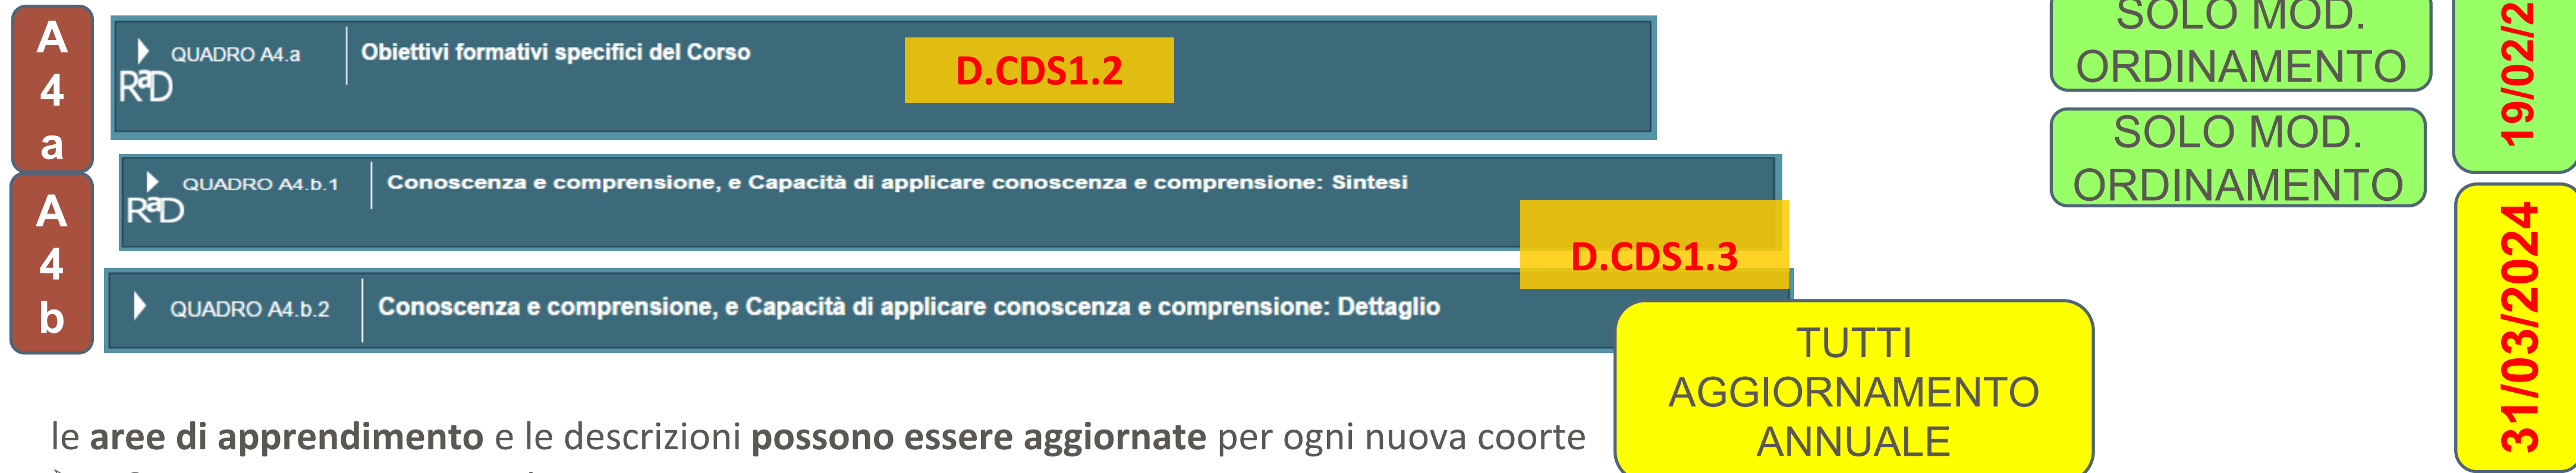 A
4
a
QUADRO A4.a
Obiettivi formativi specifici del Corso
RaD
D.CDS1.2
SOLO MOD.
ORDINAMENTO
19/02/2
A
4
b
QUADRO A4.b.1
Conoscenza e comprensione, e Capacità di applicare conoscenza e comprensione: Sintesi
RaD
D.CDS1.3
SOLO MOD.
ORDINAMENTO
QUADRO A4.b.2
Conoscenza e comprensione, e Capacità di applicare conoscenza e comprensione: Dettaglio
TUTTI
AGGIORNAMENTO
ANNUALE
31/03/2024
le aree di apprendimento e le descrizioni possono essere aggiornate per ogni nuova coorte